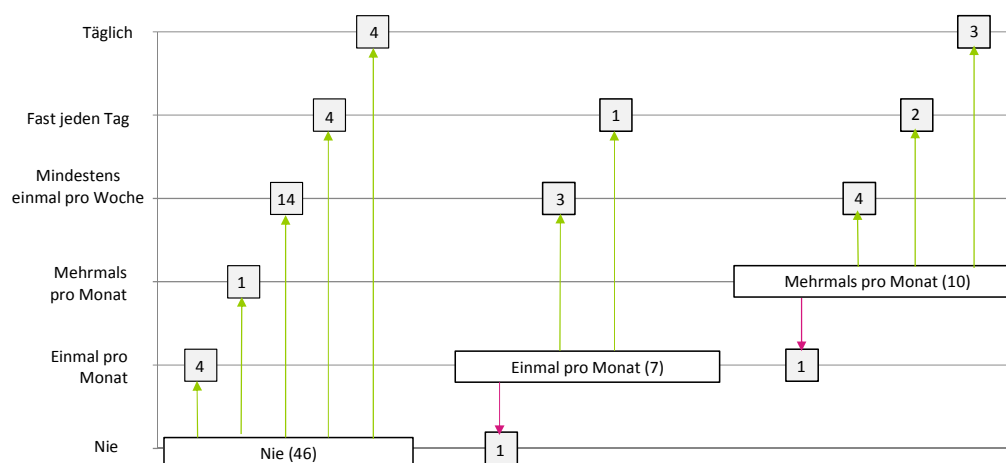 Täglich
4
3
Fast jeden Tag
4
1
2
Mindestens
einmal pro Woche
14
3
4
Mehrmals
pro Monat
1
Mehrmals pro Monat (10)
Einmal pro
Monat
4
Einmal pro Monat (7)
1
Nie
Nie (46)
1